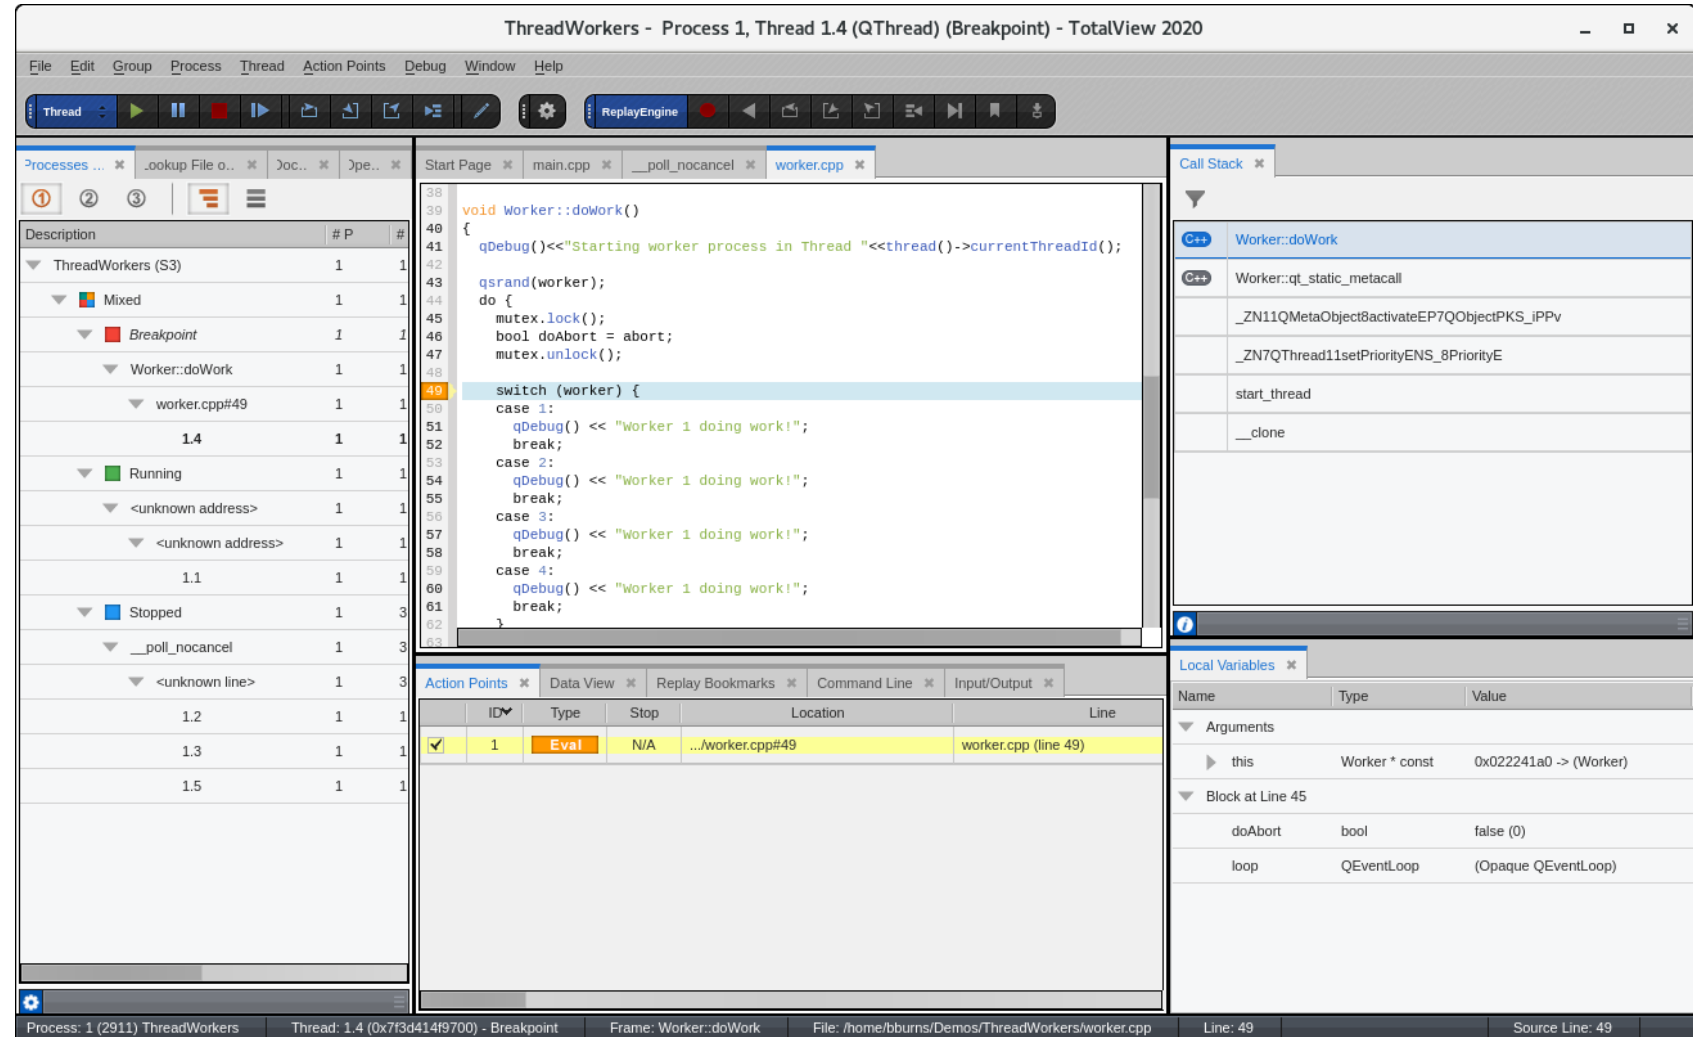 ThreadWorkers - Process 1, Thread 1.4 (QThread) (Breakpoint) - TotalView 2020
File Edit Group Process Thread Action Points Debug Window Help
Thread ReplayEngine
Processes ... Lookup File o... Doc... Ope...
1 2 3
Description # P #
ThreadWorkers (S3) 1 1
Mixed 1 1
Breakpoint 1 1
Worker::doWork 1 1
worker.cpp#49 1 1
1.4 1 1
Running 1 1
<unknown address> 1 1
<unknown address> 1 1
1.1 1 1
Stopped 1 3
__poll_nocancel 1 3
<unknown line> 1 3
1.2 1 1
1.3 1 1
1.5 1 1
Start Page main.cpp __poll_nocancel worker.cpp
38
39 void Worker::doWork()
40 {
41 qDebug()<<"Starting worker process in Thread "<<thread()->currentThreadId();
42
43 qsrand(worker);
44 do {
45 mutex.lock();
46 bool doAbort = abort;
47 mutex.unlock();
48
49 switch (worker) {
50 case 1:
51 qDebug() << "Worker 1 doing work!";
52 break;
53 case 2:
54 qDebug() << "Worker 1 doing work!";
55 break;
56 case 3:
57 qDebug() << "Worker 1 doing work!";
58 break;
59 case 4:
60 qDebug() << "Worker 1 doing work!";
61 break;
62 }
63
Action Points Data View Replay Bookmarks Command Line Input/Output
ID Type Stop Location Line
1 Eval N/A .../worker.cpp#49 worker.cpp (line 49)
Call Stack
C++ Worker::doWork
C++ Worker::qt_static_metacall
_ZN11QMetaObject8activateEP7QObjectPKS_iPPv
_ZN7QThread11setPriorityENS_8PriorityE
start_thread
__clone
Local Variables
Name Type Value
Arguments
this Worker * const 0x022241a0 -> (Worker)
Block at Line 45
doAbort bool false (0)
loop QEventLoop (Opaque QEventLoop)
Process: 1 (2911) ThreadWorkers Thread: 1.4 (0x7f3d414f9700) - Breakpoint Frame: Worker::doWork File: /home/bburns/Demos/ThreadWorkers/worker.cpp Line: 49 Source Line: 49